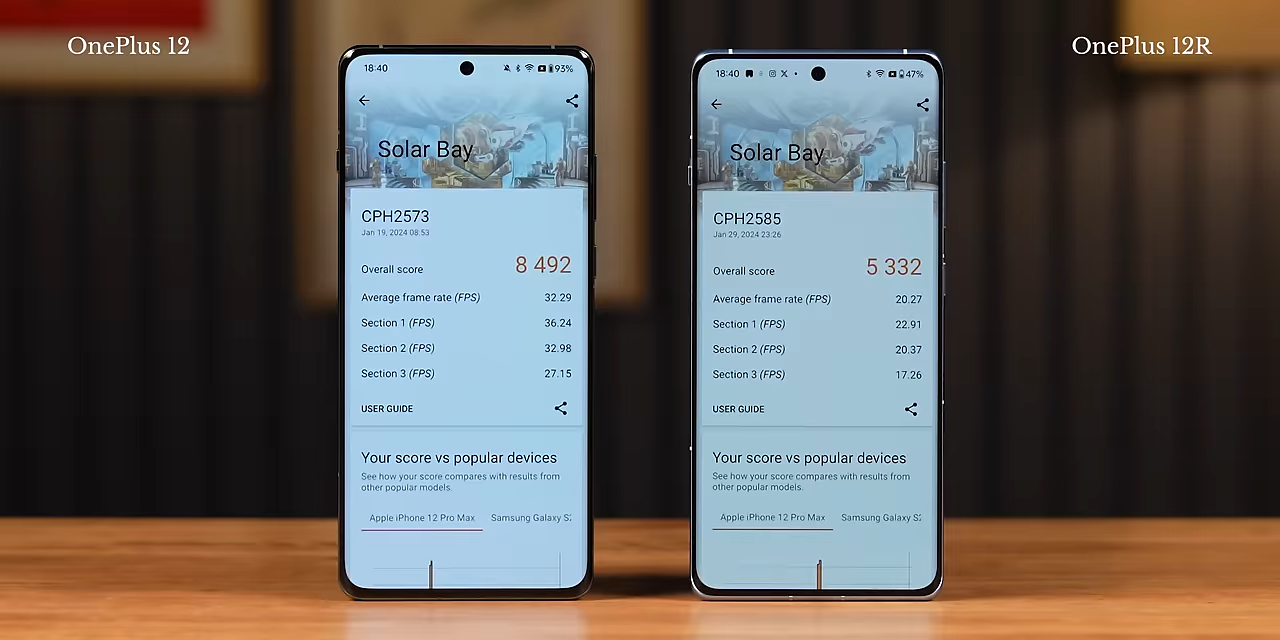 OnePlus 12
OnePlus 12R
18:40
93%
Solar Bay
CPH2573
Jan 19, 2024 08:53
Overall score 8 492
Average frame rate (FPS) 32.29
Section 1 (FPS) 36.24
Section 2 (FPS) 32.98
Section 3 (FPS) 27.15
USER GUIDE
Your score vs popular devices
See how your score compares with results from
other popular models.
Apple iPhone 12 Pro Max Samsung Galaxy S
18:40
47%
Solar Bay
CPH2585
Jan 29, 2024 23:26
Overall score 5 332
Average frame rate (FPS) 20.27
Section 1 (FPS) 22.91
Section 2 (FPS) 20.37
Section 3 (FPS) 17.26
USER GUIDE
Your score vs popular devices
See how your score compares with results from
other popular models.
Apple iPhone 12 Pro Max Samsung Galaxy S